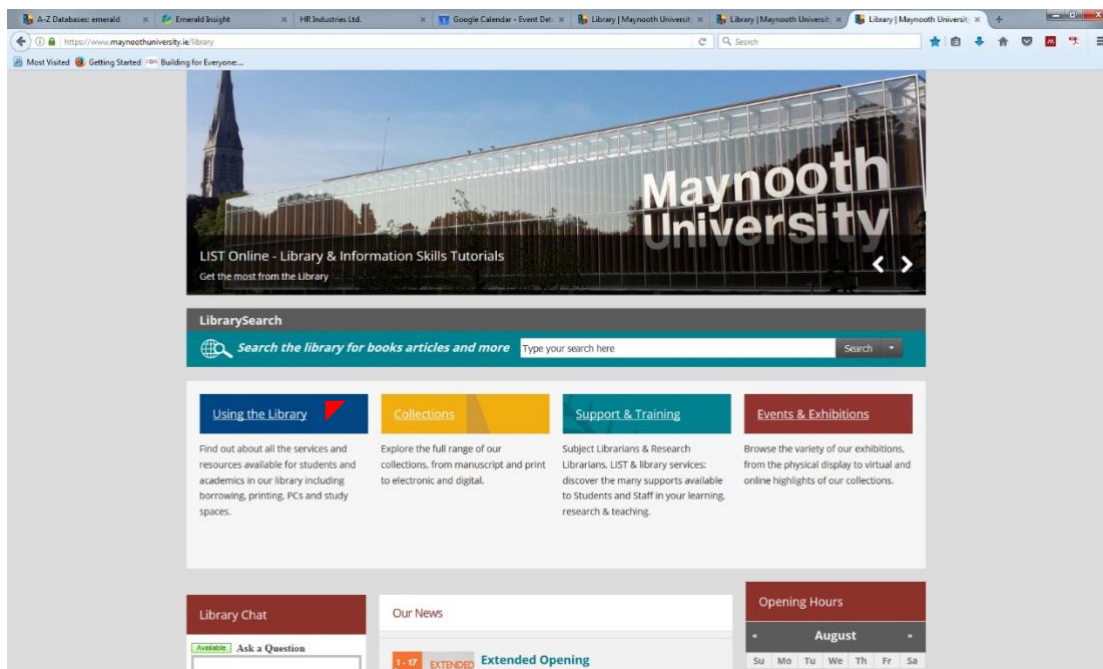 A-Z Databases: emerald
Emerald Insight
HR Industries Ltd.
Google Calendar - Event Det
Library | Maynooth Universit
Library | Maynooth Universit
Library | Maynooth Universit
https://www.maynoothuniversity.ie/library
Search
Most Visited
Getting Started
Building for Everyone:...
Maynooth
University
LIST Online - Library & Information Skills Tutorials
Get the most from the Library
LibrarySearch
Search the library for books articles and more
Type your search here
Search
Using the Library
Find out about all the services and
resources available for students and
academics in our library including
borrowing, printing, PCs and study
spaces.
Collections
Explore the full range of our
collections, from manuscript and print
to electronic and digital.
Support & Training
Subject Librarians & Research
Librarians, LIST & library services:
discover the many supports available
to Students and Staff in your learning,
research & teaching.
Events & Exhibitions
Browse the variety of our exhibitions,
from the physical display to virtual and
online highlights of our collections.
Library Chat
Available Ask a Question
Our News
1 - 17 EXTENDED Extended Opening
Opening Hours
« August »
Su Mo Tu We Th Fr Sa